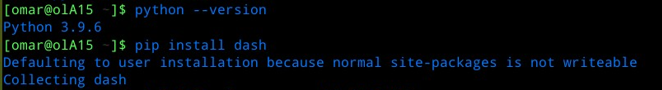 [omar@olA15 ~]$ python --version
Python 3.9.6
[omar@olA15 ~]$ pip install dash
Defaulting to user installation because normal site-packages is not writeable
Collecting dash